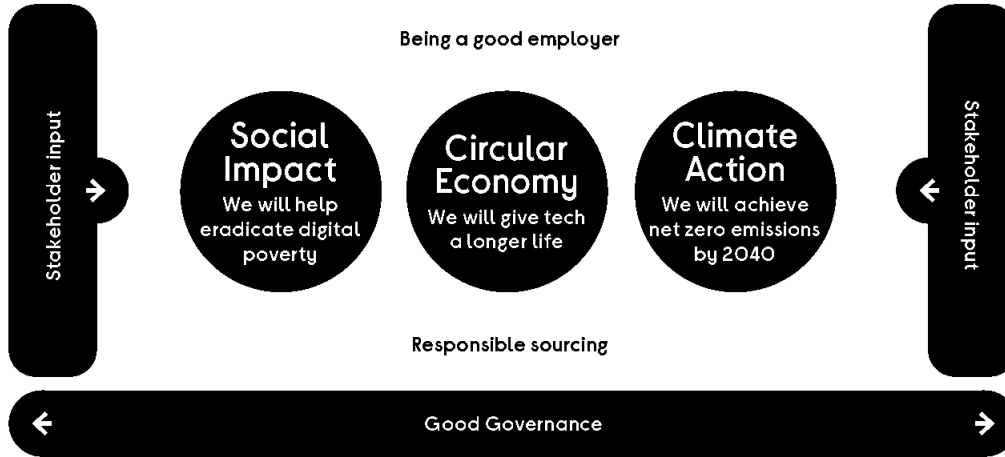 Being a good employer
Stakeholder input
Social
Impact
We will help
eradicate digital
poverty
Circular
Economy
We will give tech
a longer life
Climate
Action
We will achieve
net zero emissions
by 2040
Stakeholder input
Responsible sourcing
Good Governance